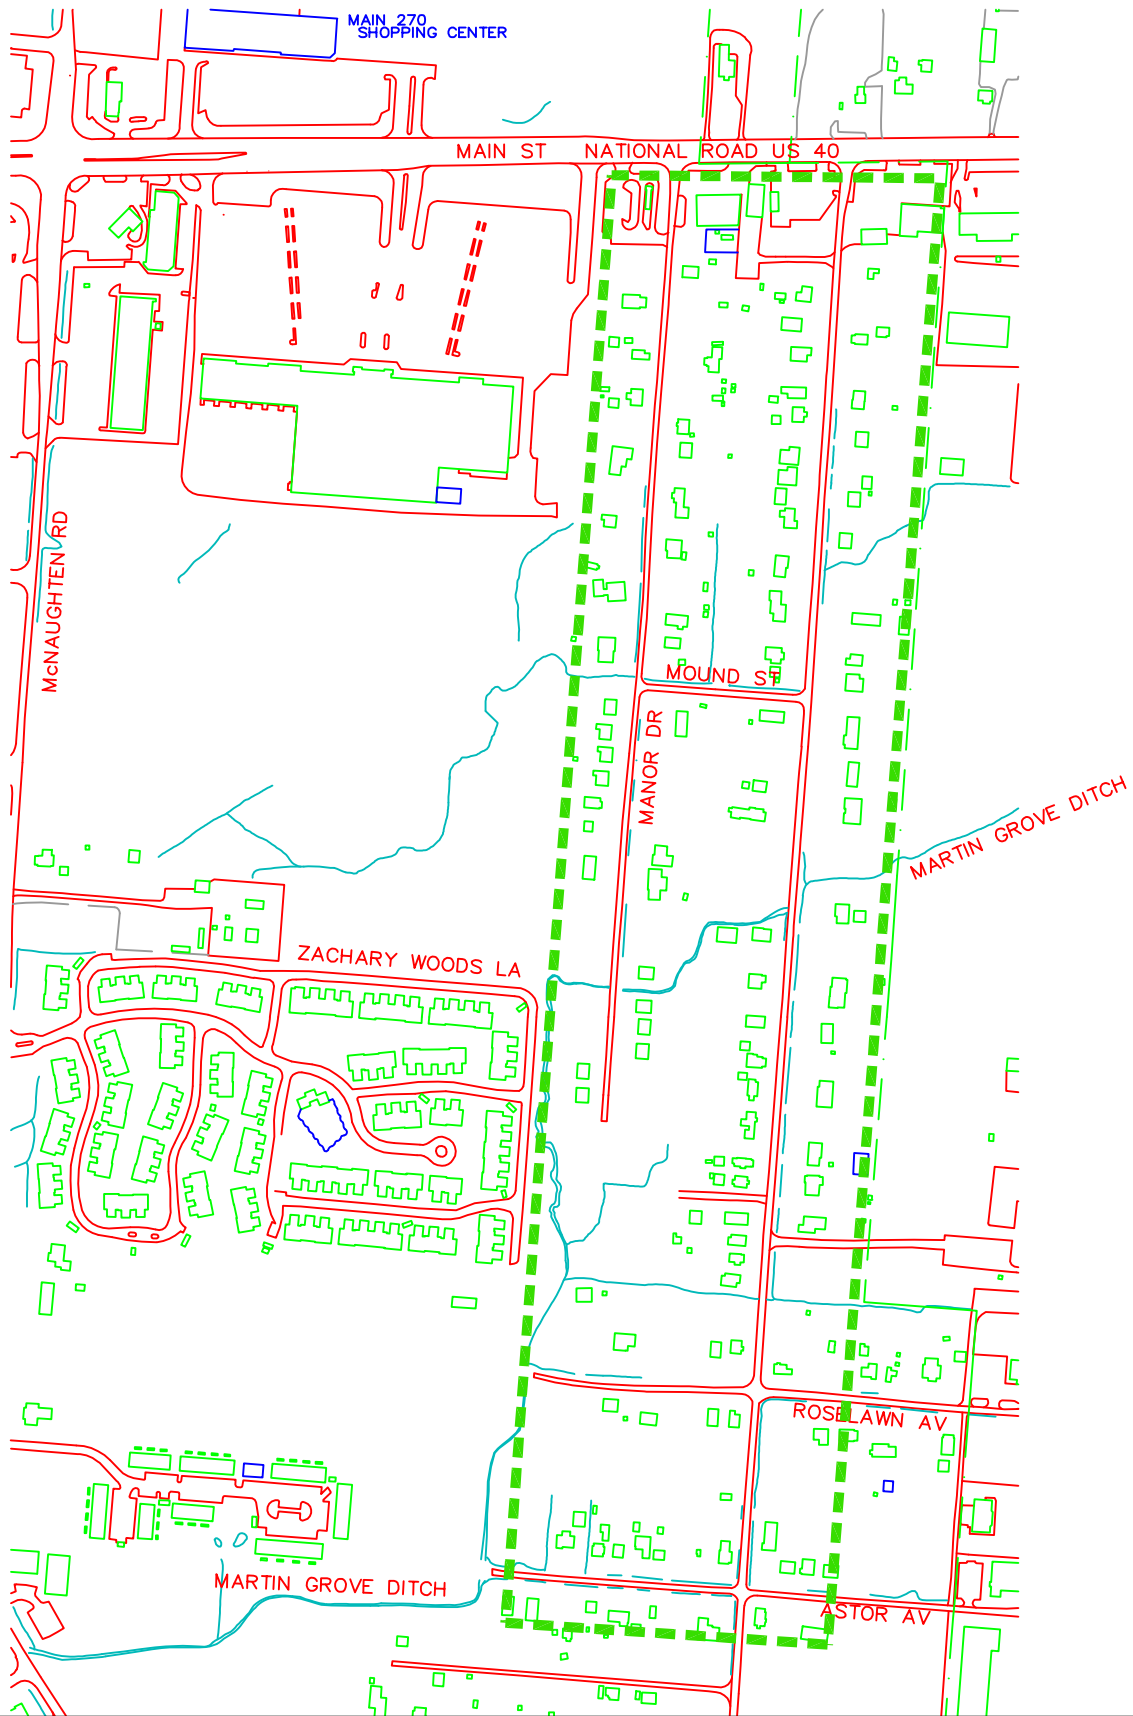 MAIN 270
SHOPPING CENTER
MAIN ST NATIONAL ROAD US 40
McNAUGHTEN RD
MOUND ST
MANOR DR
MARTIN GROVE DITCH
ZACHARY WOODS LA
ROSELAWN AV
MARTIN GROVE DITCH
ASTOR AV